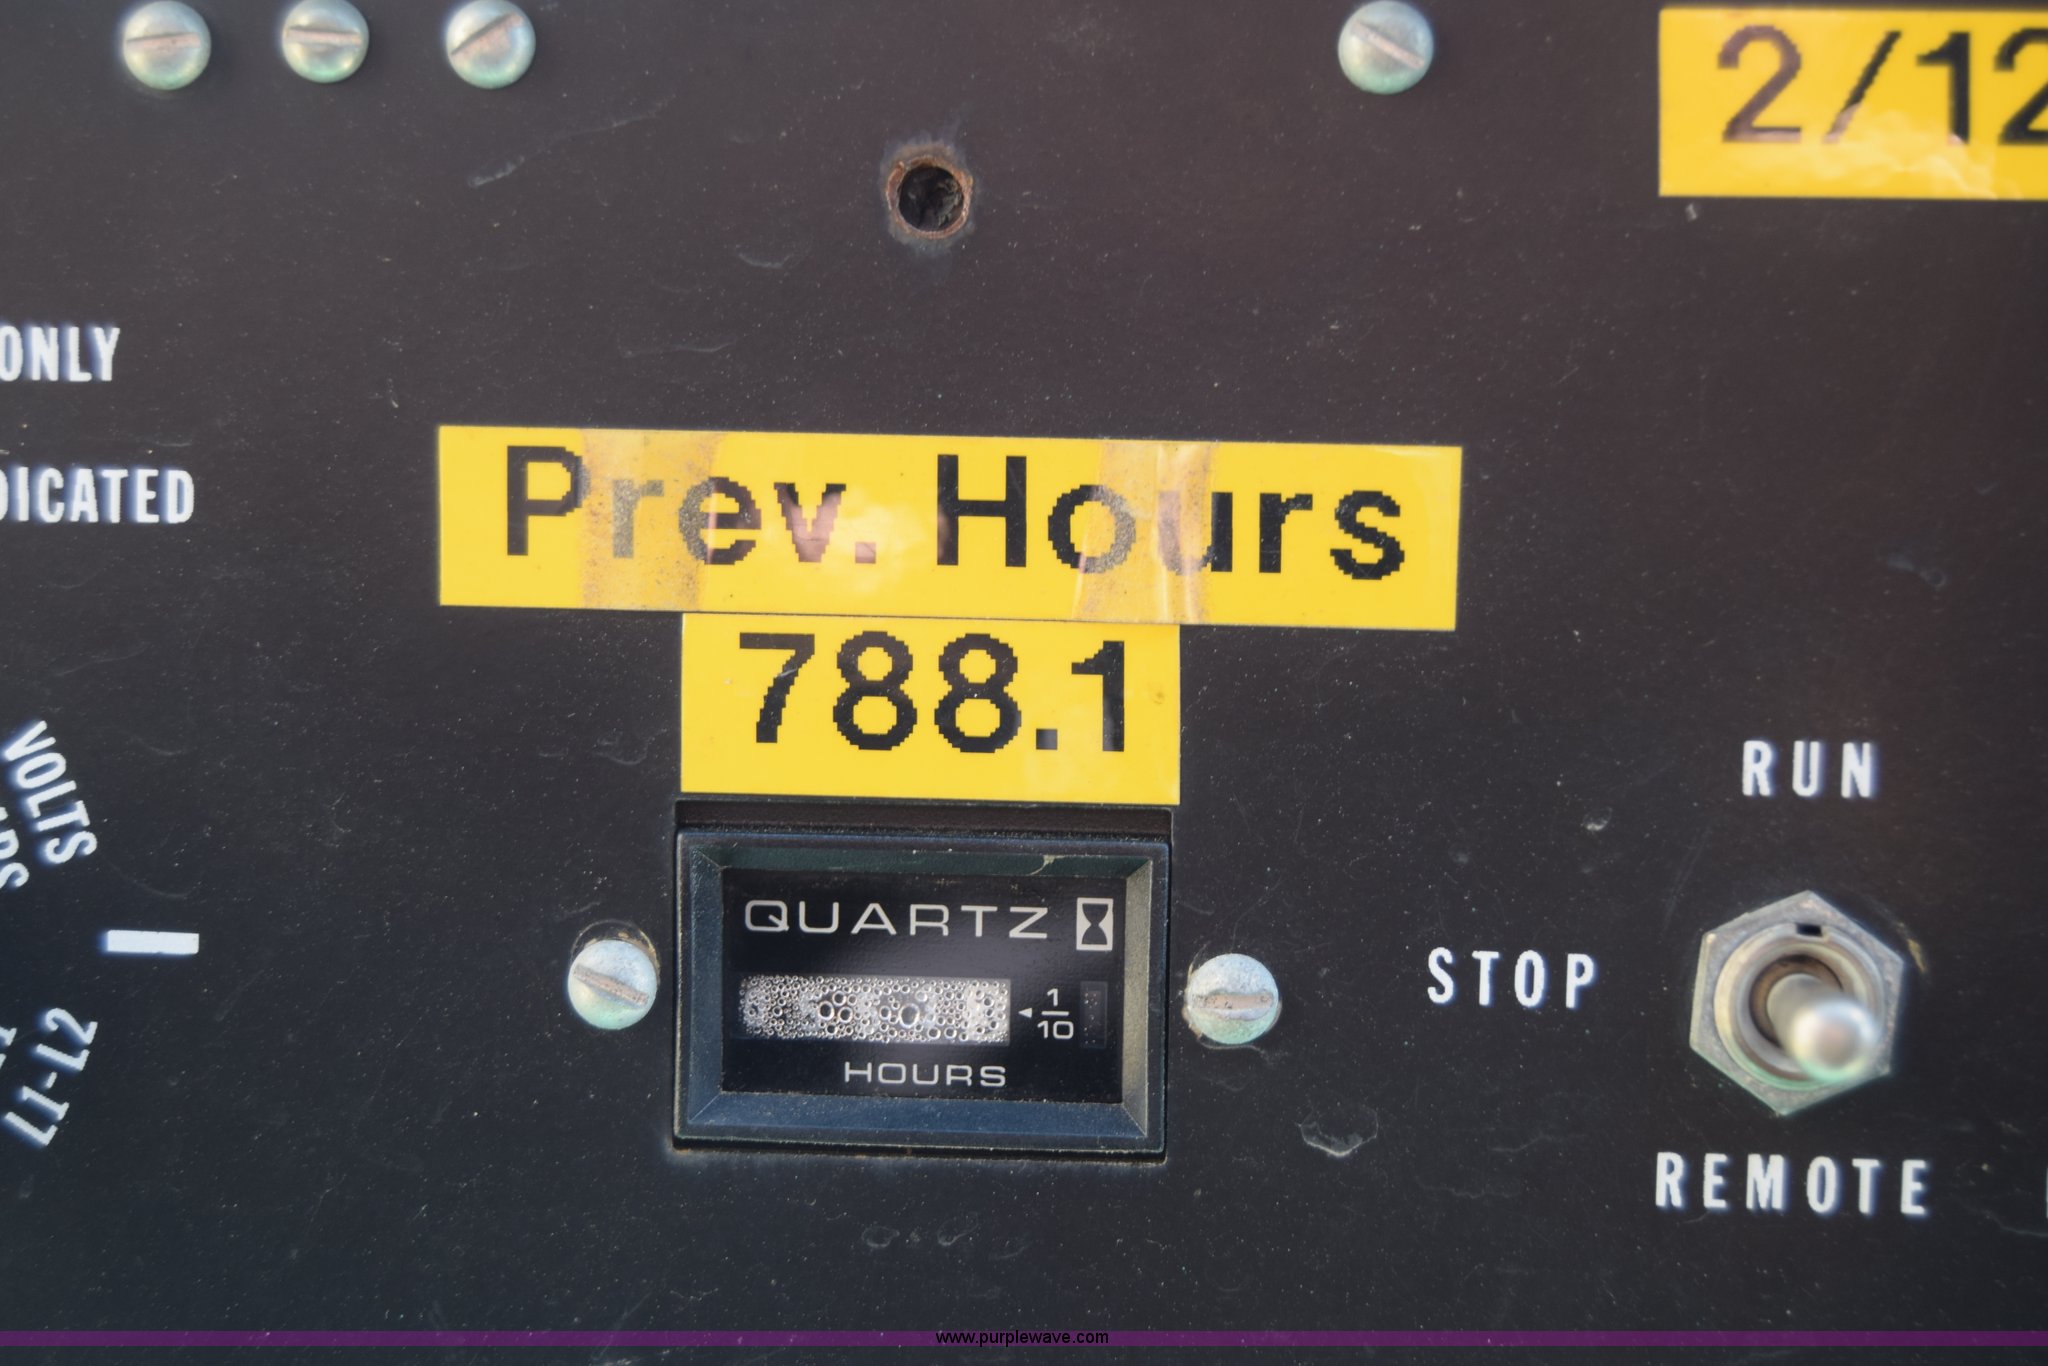 2/12
ONLY
DICATED
Prev. Hours
788.1
VOLTS
RUN
QUARTZ
STOP
1/10
HOURS
L1-L2
REMOTE
www.purplewave.com